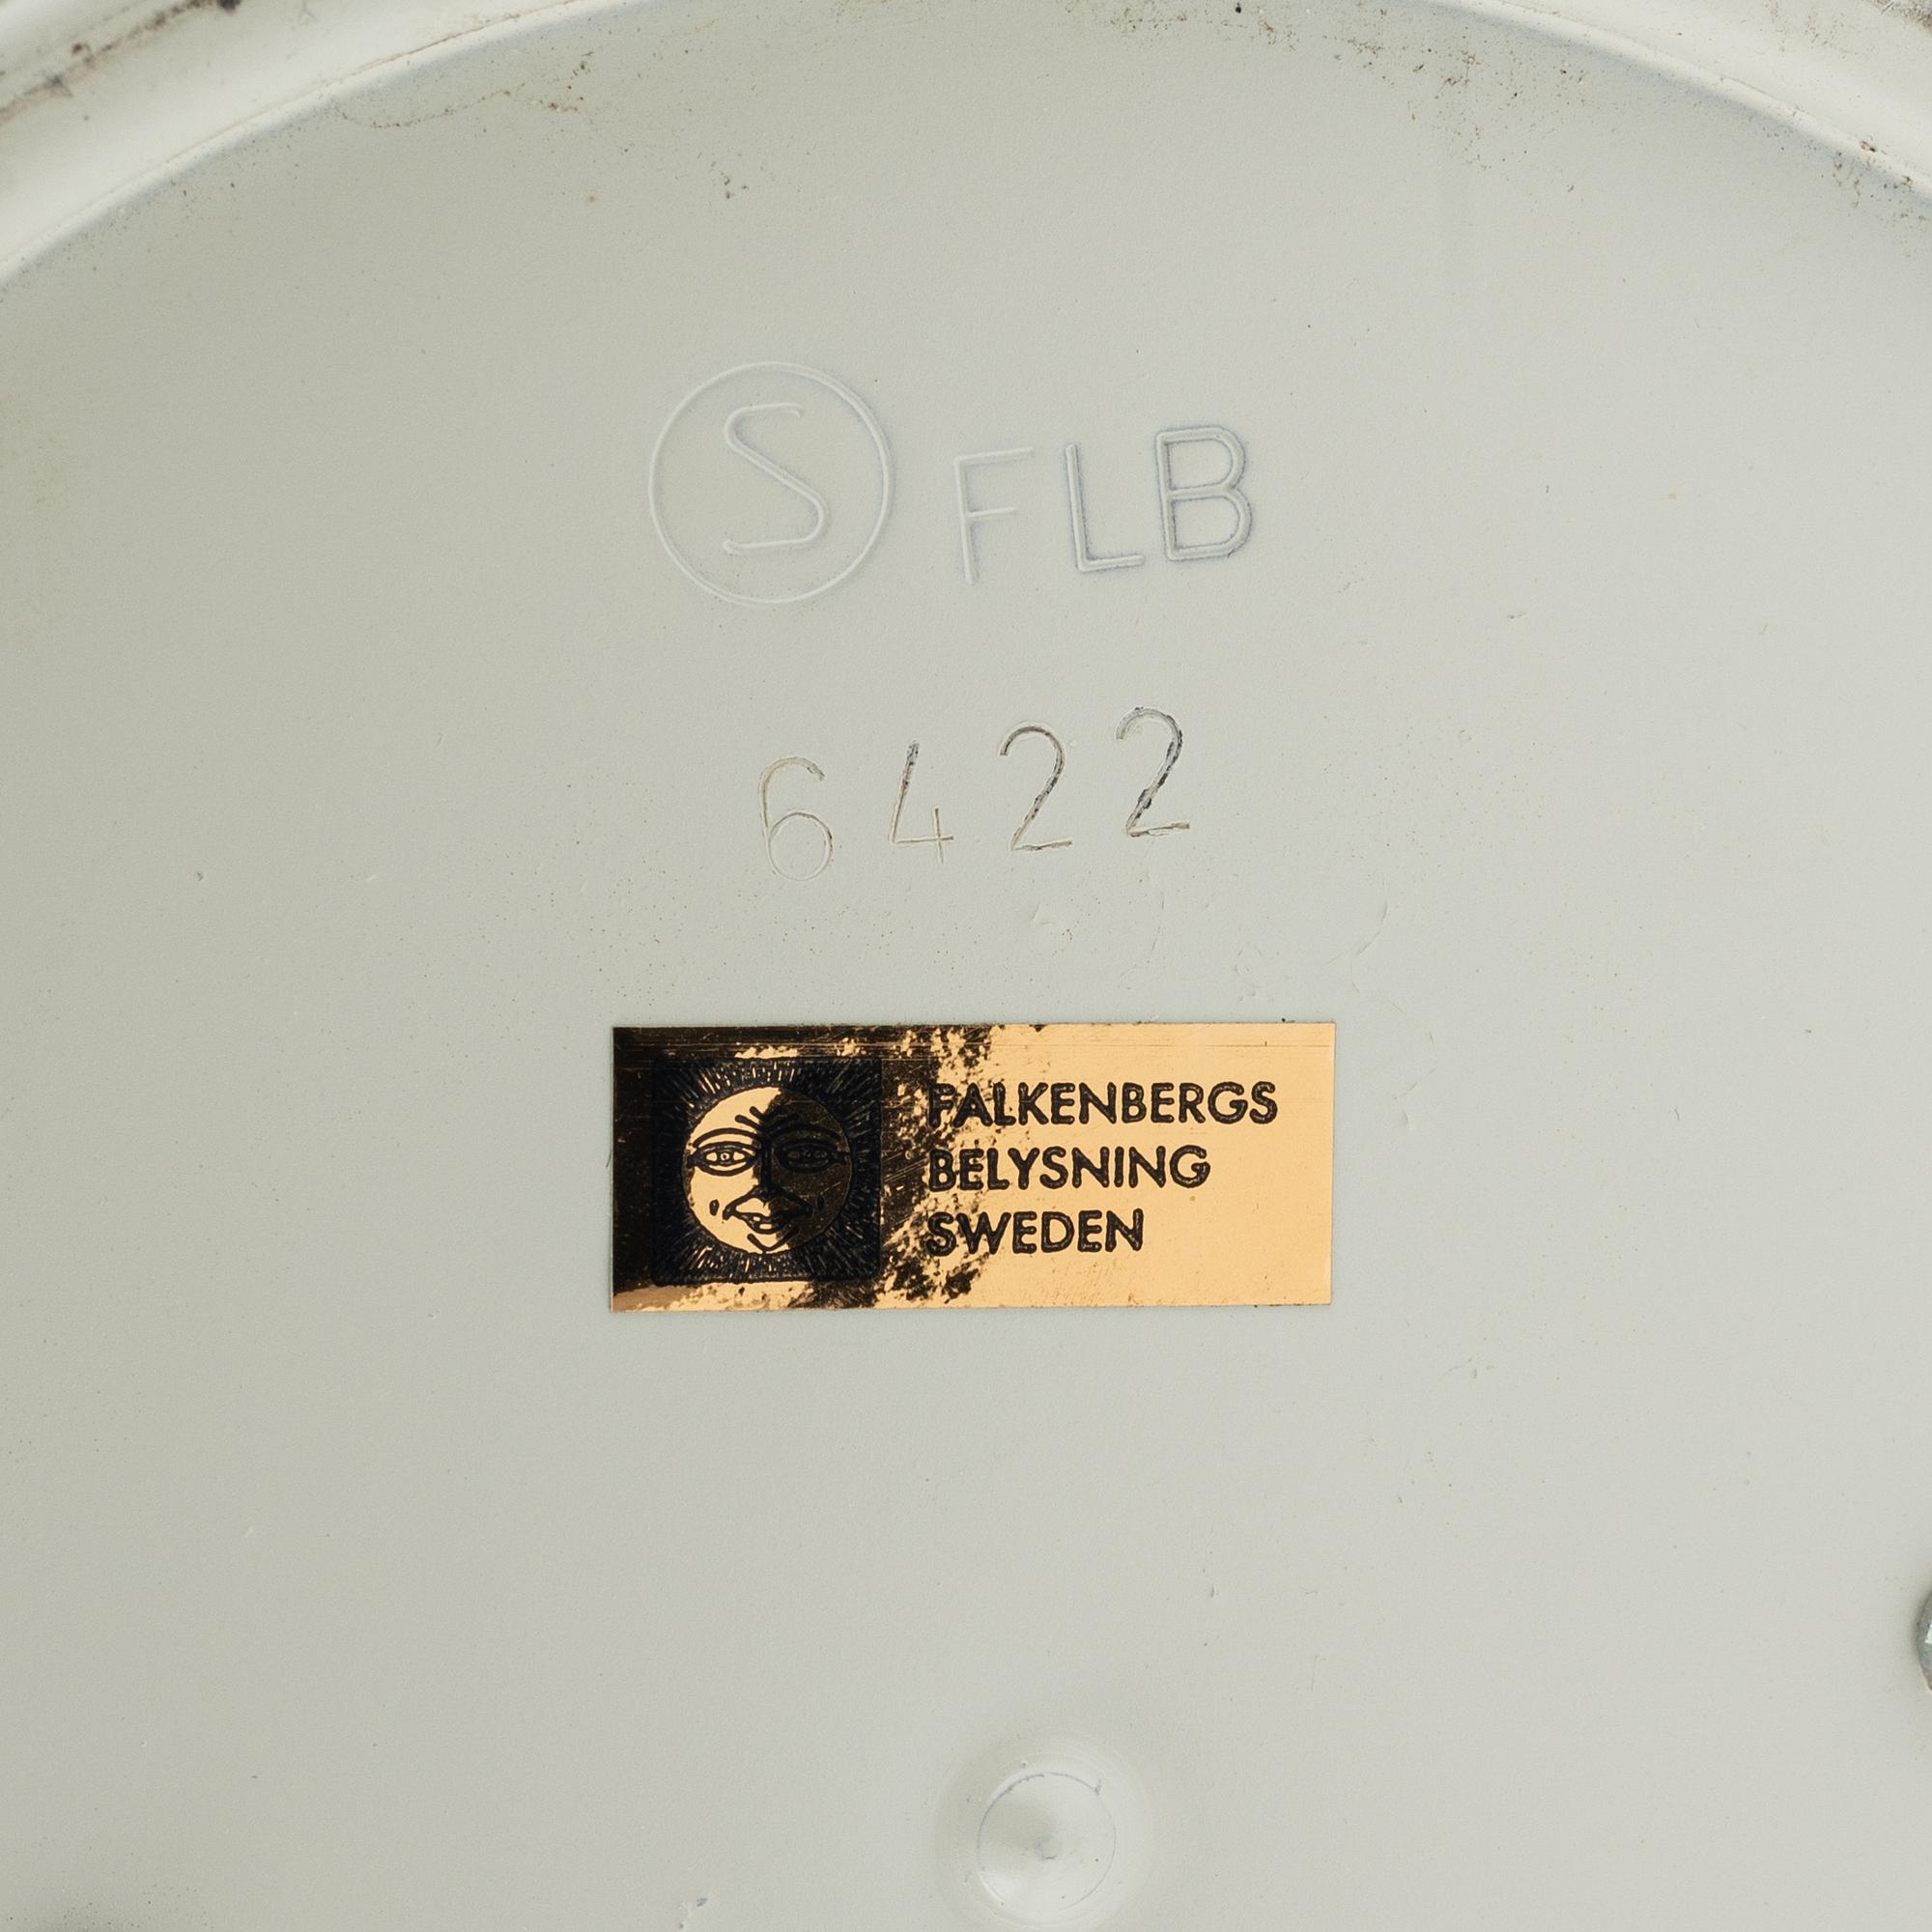 S FLB
6422
FALKENBERGS
BELYSNING
SWEDEN